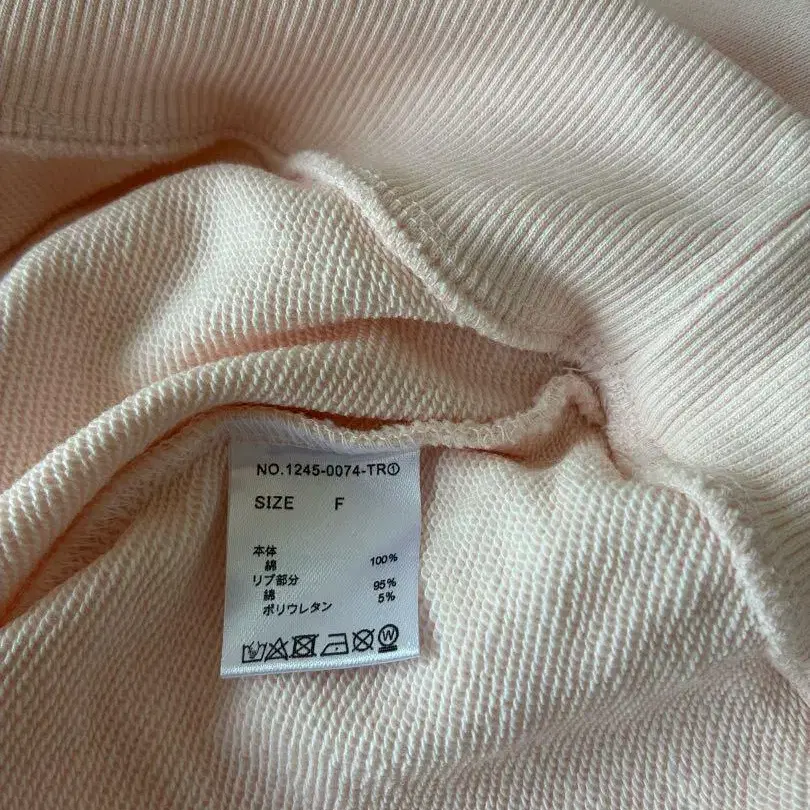 NO.1245-0074-TR①
SIZE F
本体
綿 100%
リブ部分
綿 95%
ポリウレタン 5%
W